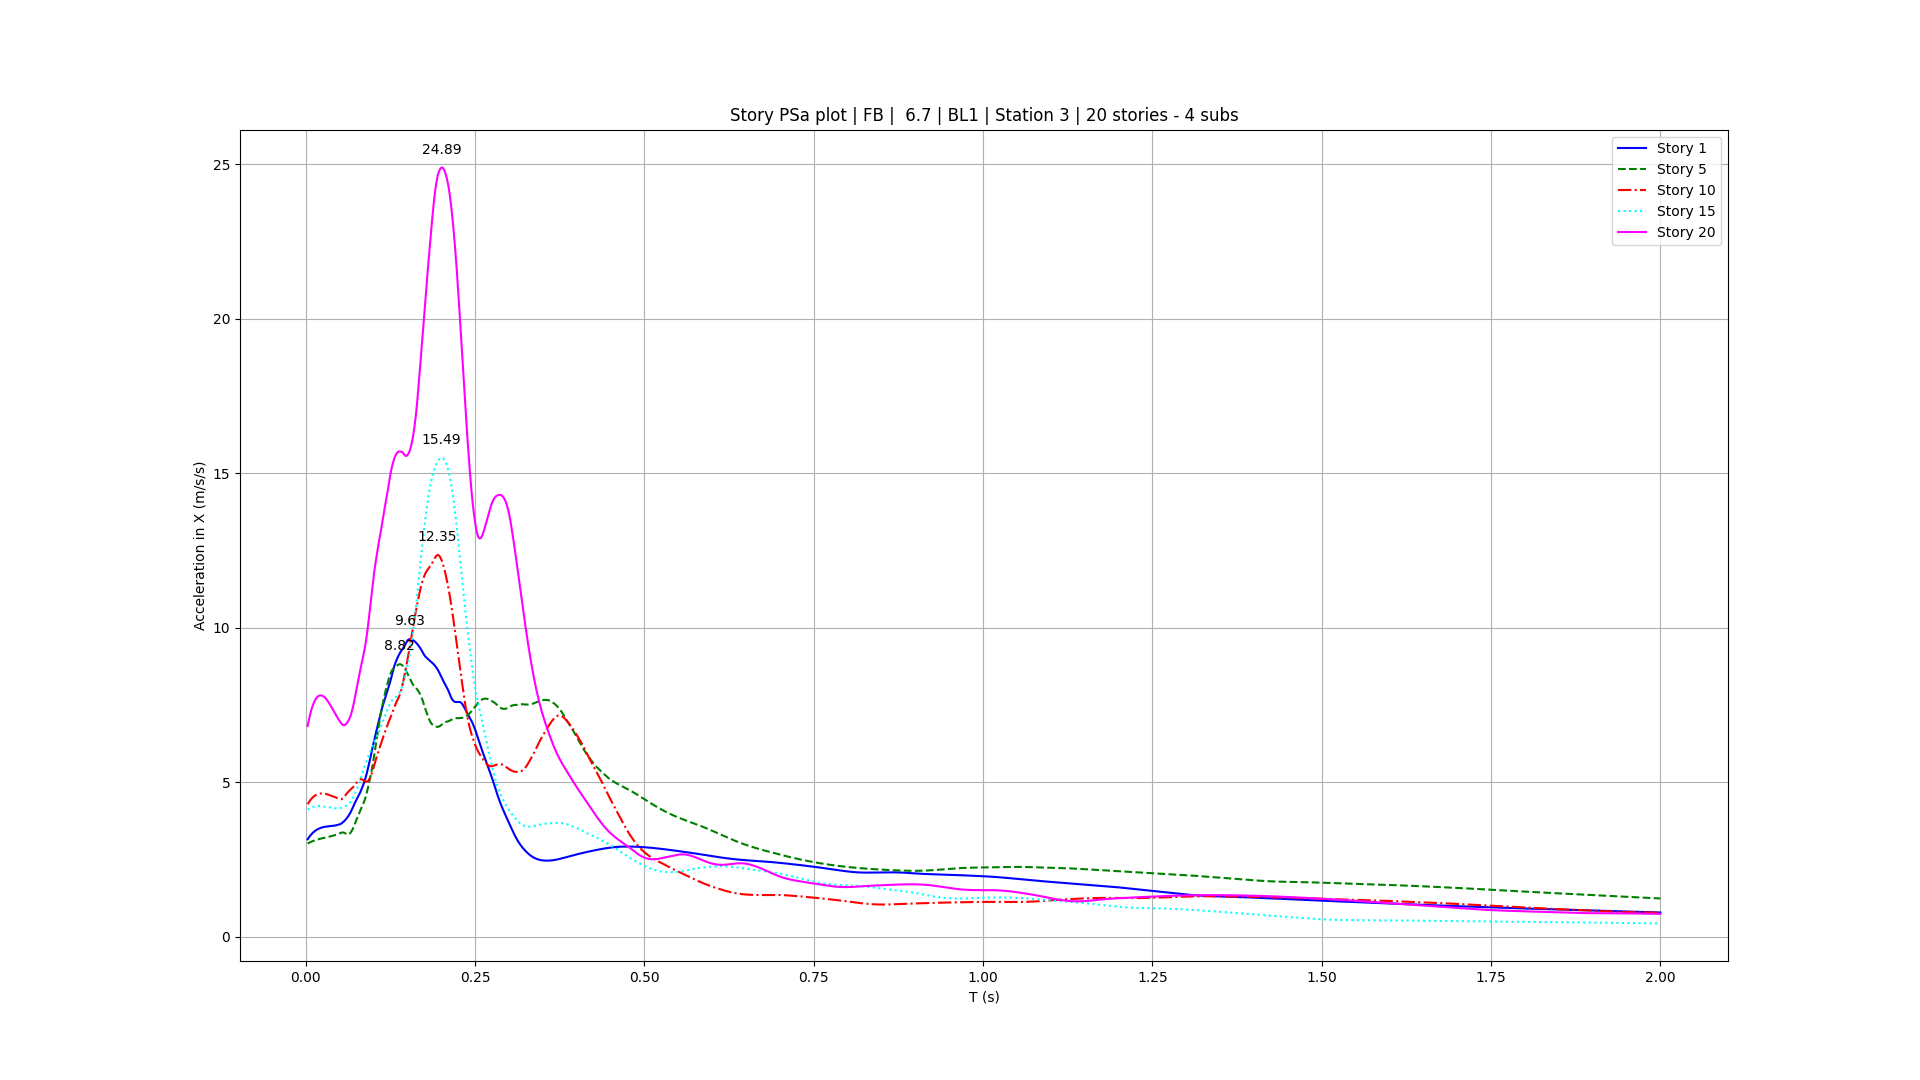 Story PSa plot | FB |  6.7 | BL1 | Station 3 | 20 stories - 4 subs
Story 1
Story 5
Story 10
Story 15
Story 20
24.89
15.49
12.35
9.63
8.82
Acceleration in X (m/s/s)
25
20
15
10
5
0
0.00 0.25 0.50 0.75 1.00 1.25 1.50 1.75 2.00
T (s)